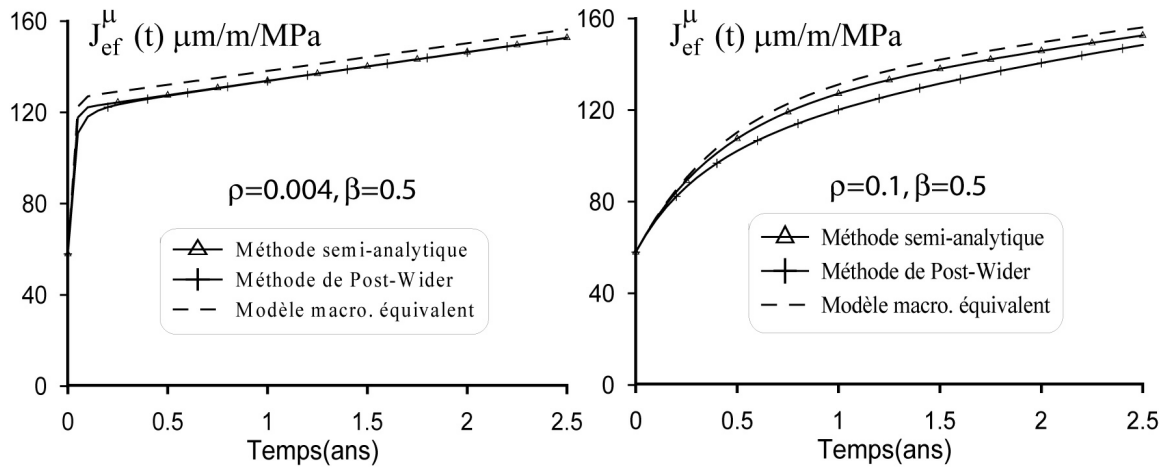 160
J^μ_ef (t) μm/m/MPa
120
80
40
0
ρ=0.004, β=0.5
Méthode semi-analytique
Méthode de Post-Wider
Modèle macro. équivalent
0 0.5 1 1.5 2 2.5
Temps(ans)
160
J^μ_ef (t) μm/m/MPa
120
80
40
0
ρ=0.1, β=0.5
Méthode semi-analytique
Méthode de Post-Wider
Modèle macro. équivalent
0 0.5 1 1.5 2 2.5
Temps(ans)